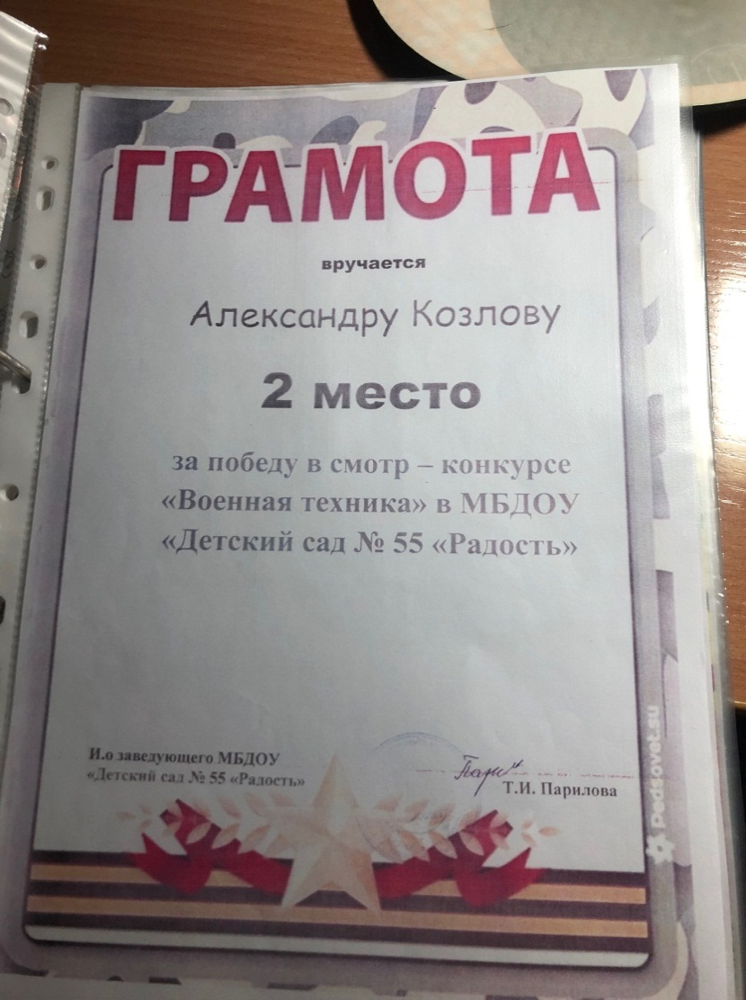 ГРАМОТА
вручается
Александру Козлову
2 место
за победу в смотр – конкурсе
«Военная техника» в МБДОУ
«Детский сад № 55 «Радость»
И.о заведующего МБДОУ
«Детский сад № 55 «Радость»
Т.И. Парилова
Pedsovet.su